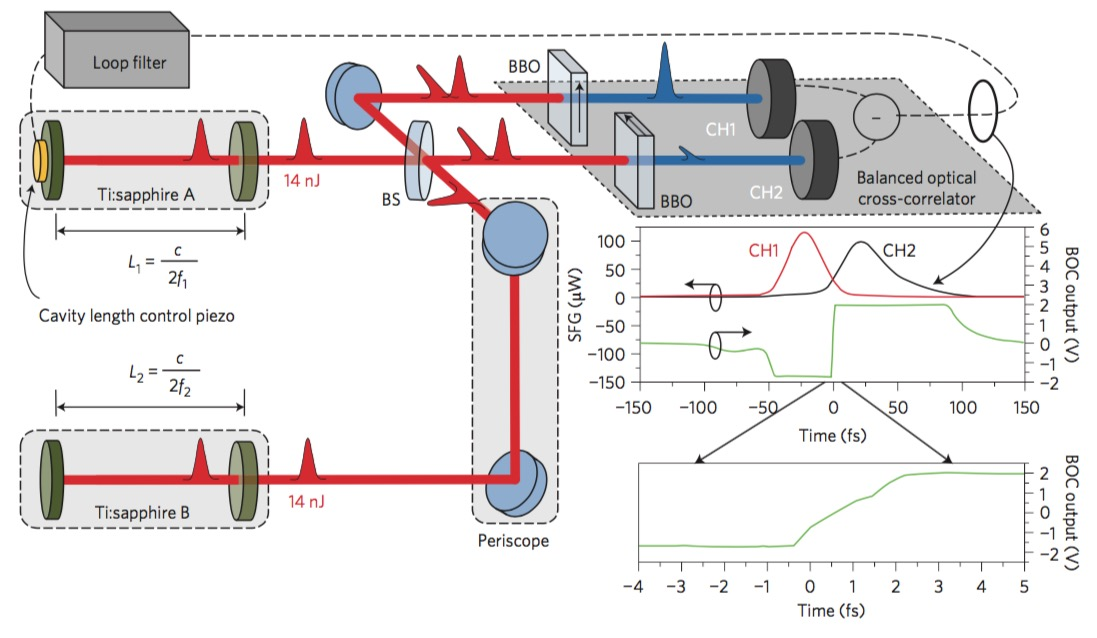 Loop filter
BBO
CH1
−
Ti:sapphire A
14 nJ
BS
CH2
BBO
Balanced optical
cross-correlator
L1 = c
2f1
Cavity length control piezo
L2 = c
2f2
Ti:sapphire B
14 nJ
Periscope
SFG (μW)
100
50
0
−50
−100
−150
CH1
CH2
6
5
4
3
2
1
0
−1
−2
BOC output (V)
−150 −100 −50 0 50 100 150
Time (fs)
2
1
0
−1
−2
BOC output (V)
−4 −3 −2 −1 0 1 2 3 4 5
Time (fs)